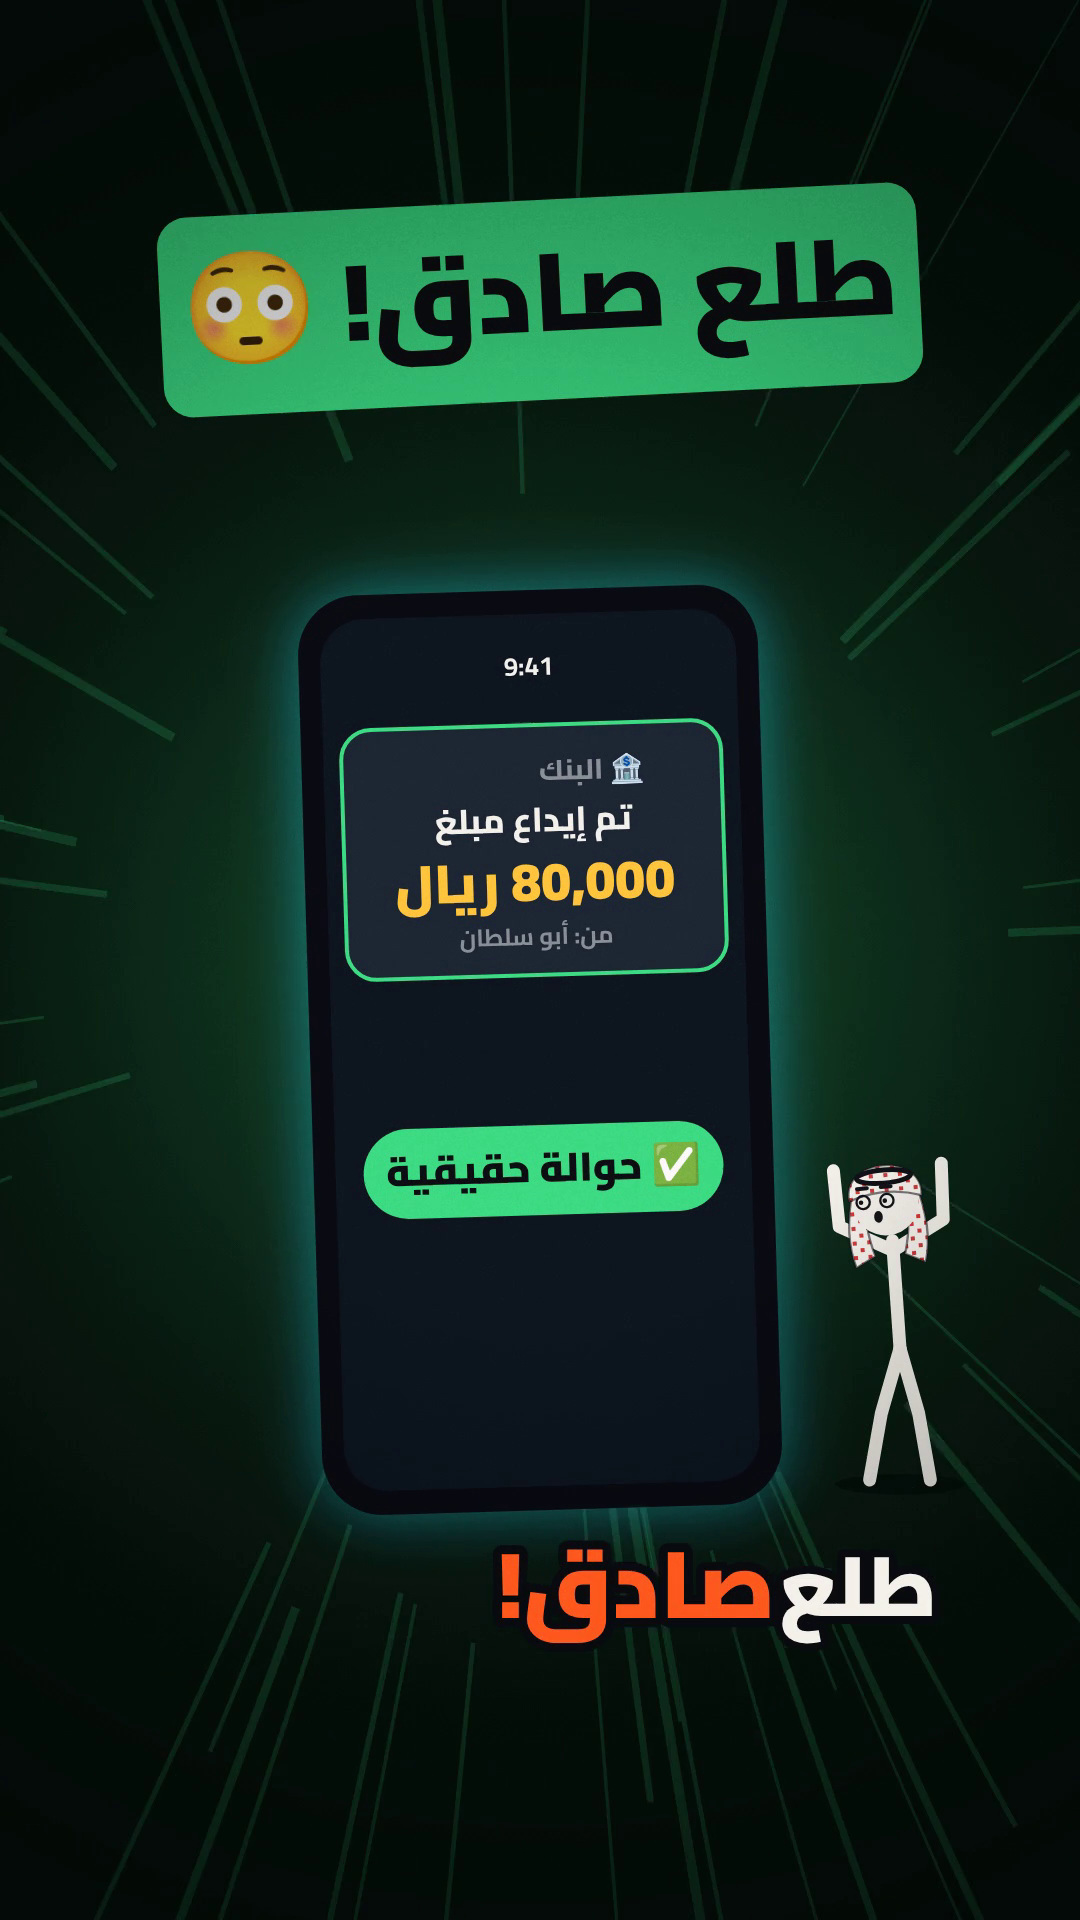 طلع صادق! 😳
9:41
🏦 البنك
تم إيداع مبلغ
80,000 ريال
من: أبو سلطان
✅ حوالة حقيقية
طلع صادق!